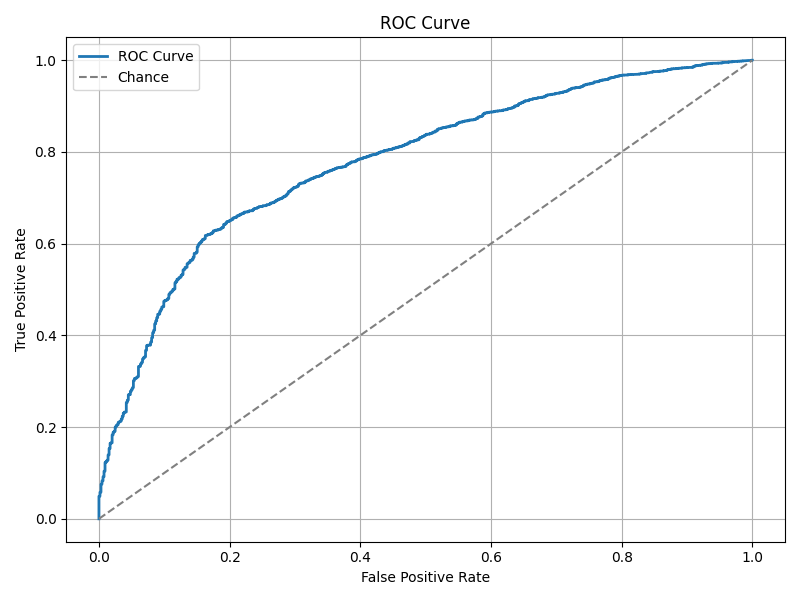 ROC Curve
ROC Curve
Chance
1.0
0.8
0.6
0.4
0.2
0.0
True Positive Rate
0.0 0.2 0.4 0.6 0.8 1.0
False Positive Rate